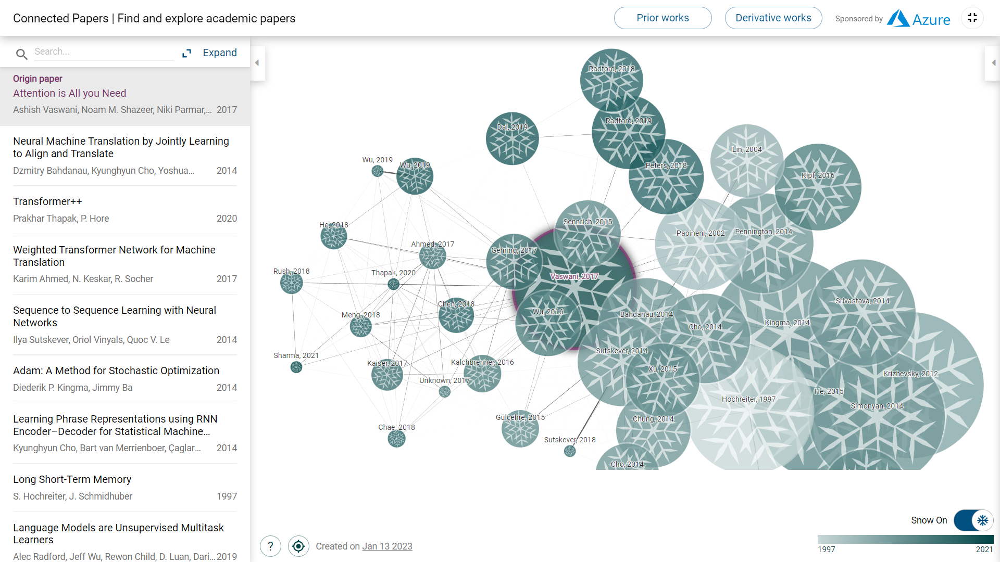 Connected Papers | Find and explore academic papers
Prior works
Derivative works
Sponsored by
Azure
Search...
Expand
Origin paper
Attention is All you Need
Ashish Vaswani, Noam M. Shazeer, Niki Parmar,... 2017
Neural Machine Translation by Jointly Learning
to Align and Translate
Dzmitry Bahdanau, Kyunghyun Cho, Yoshua... 2014
Transformer++
Prakhar Thapak, P. Hore 2020
Weighted Transformer Network for Machine
Translation
Karim Ahmed, N. Keskar, R. Socher 2017
Sequence to Sequence Learning with Neural
Networks
Ilya Sutskever, Oriol Vinyals, Quoc V. Le 2014
Adam: A Method for Stochastic Optimization
Diederik P. Kingma, Jimmy Ba 2014
Learning Phrase Representations using RNN
Encoder–Decoder for Statistical Machine...
Kyunghyun Cho, Bart van Merrienboer, Çaglar... 2014
Long Short-Term Memory
S. Hochreiter, J. Schmidhuber 1997
Language Models are Unsupervised Multitask
Learners
Alec Radford, Jeff Wu, Rewon Child, D. Luan, Dari... 2019
Radford, 2018
Radford, 2019
Dai, 2019
Lin, 2004
Wu, 2019
Wu, 2019
Peters, 2018
Kipf, 2016
Sennrich, 2015
He, 2018
Papineni, 2002
Pennington, 2014
Ahmed, 2017
Gehring, 2017
Rush, 2018
Thapak, 2020
Vaswani, 2017
Chen, 2018
Srivastava, 2014
Meng, 2018
Wu, 2016
Bahdanau, 2014
Cho, 2014
Kingma, 2014
Sharma, 2021
Sutskever, 2014
Kaiser, 2017
Kalchbrenner, 2016
Xu, 2015
Krizhevsky, 2012
Unknown, 2017
He, 2015
Hochreiter, 1997
Simonyan, 2014
Gülçehre, 2015
Chung, 2014
Chae, 2018
Sutskever, 2018
Cho, 2014
Snow On
?
Created on Jan 13 2023
1997
2021